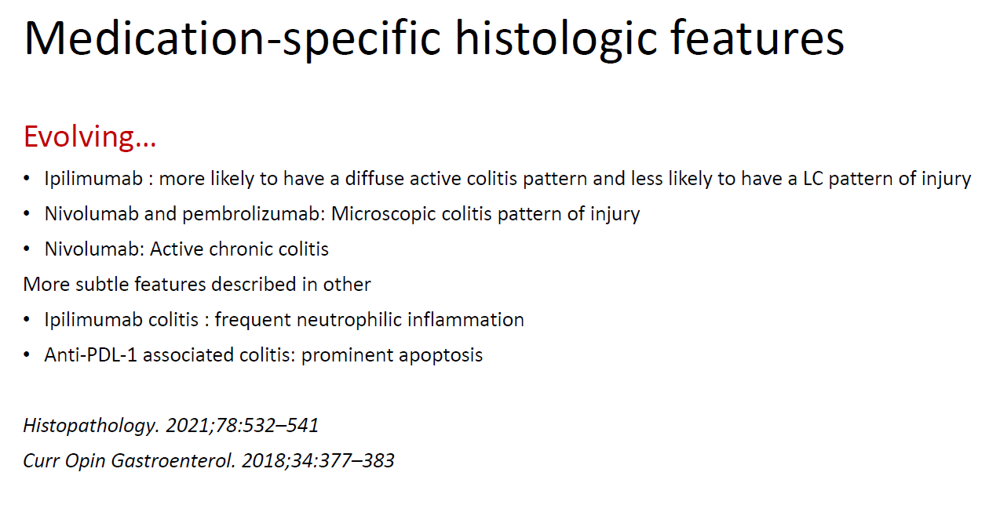 Medication-specific histologic features
Evolving...
• Ipilimumab : more likely to have a diffuse active colitis pattern and less likely to have a LC pattern of injury
• Nivolumab and pembrolizumab: Microscopic colitis pattern of injury
• Nivolumab: Active chronic colitis
More subtle features described in other
• Ipilimumab colitis : frequent neutrophilic inflammation
• Anti-PDL-1 associated colitis: prominent apoptosis
Histopathology. 2021;78:532–541
Curr Opin Gastroenterol. 2018;34:377–383